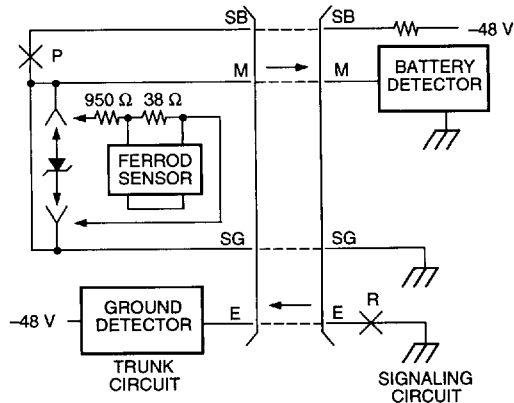 SB
SB
–48 V
P
M
M
BATTERY
DETECTOR
950 Ω
38 Ω
FERROD
SENSOR
SG
SG
–48 V
GROUND
DETECTOR
E
E
R
TRUNK
CIRCUIT
SIGNALING
CIRCUIT